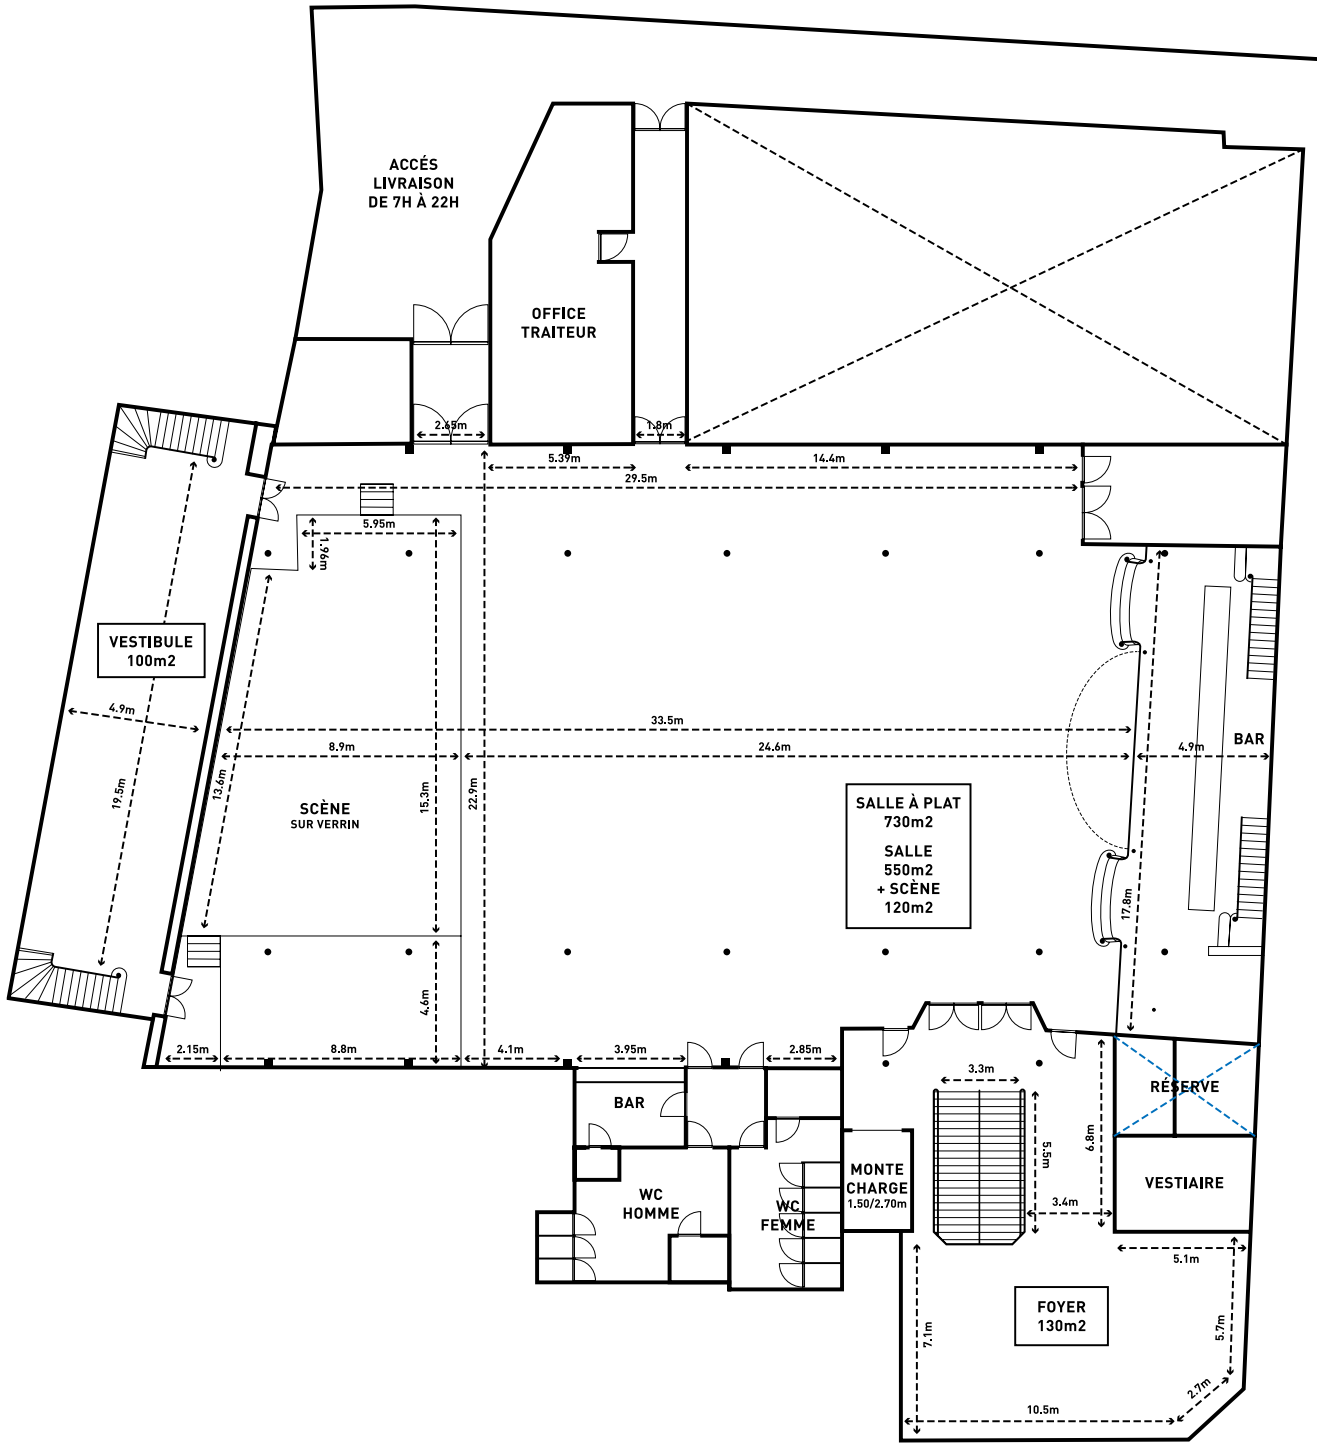 ACCÉS
LIVRAISON
DE 7H À 22H
OFFICE
TRAITEUR
2.65m
1.8m
5.39m
14.4m
29.5m
5.95m
1.96m
VESTIBULE
100m2
4.9m
19.5m
13.6m
33.5m
8.9m
24.6m
4.9m
BAR
15.3m
22.9m
SCÈNE
SUR VERRIN
SALLE À PLAT
730m2
SALLE
550m2
+ SCÈNE
120m2
17.8m
4.6m
2.15m
8.8m
4.1m
3.95m
2.85m
BAR
3.3m
5.5m
6.8m
RÉSERVE
MONTE
CHARGE
1.50/2.70m
VESTIAIRE
WC
HOMME
WC
FEMME
3.4m
5.1m
FOYER
130m2
7.1m
5.7m
2.7m
10.5m